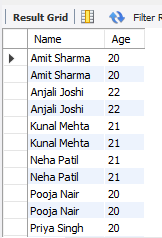 Result Grid Filter R
Name Age
Amit Sharma 20
Amit Sharma 20
Anjali Joshi 22
Anjali Joshi 22
Kunal Mehta 21
Kunal Mehta 21
Neha Patil 21
Neha Patil 21
Pooja Nair 20
Pooja Nair 20
Priya Singh 20